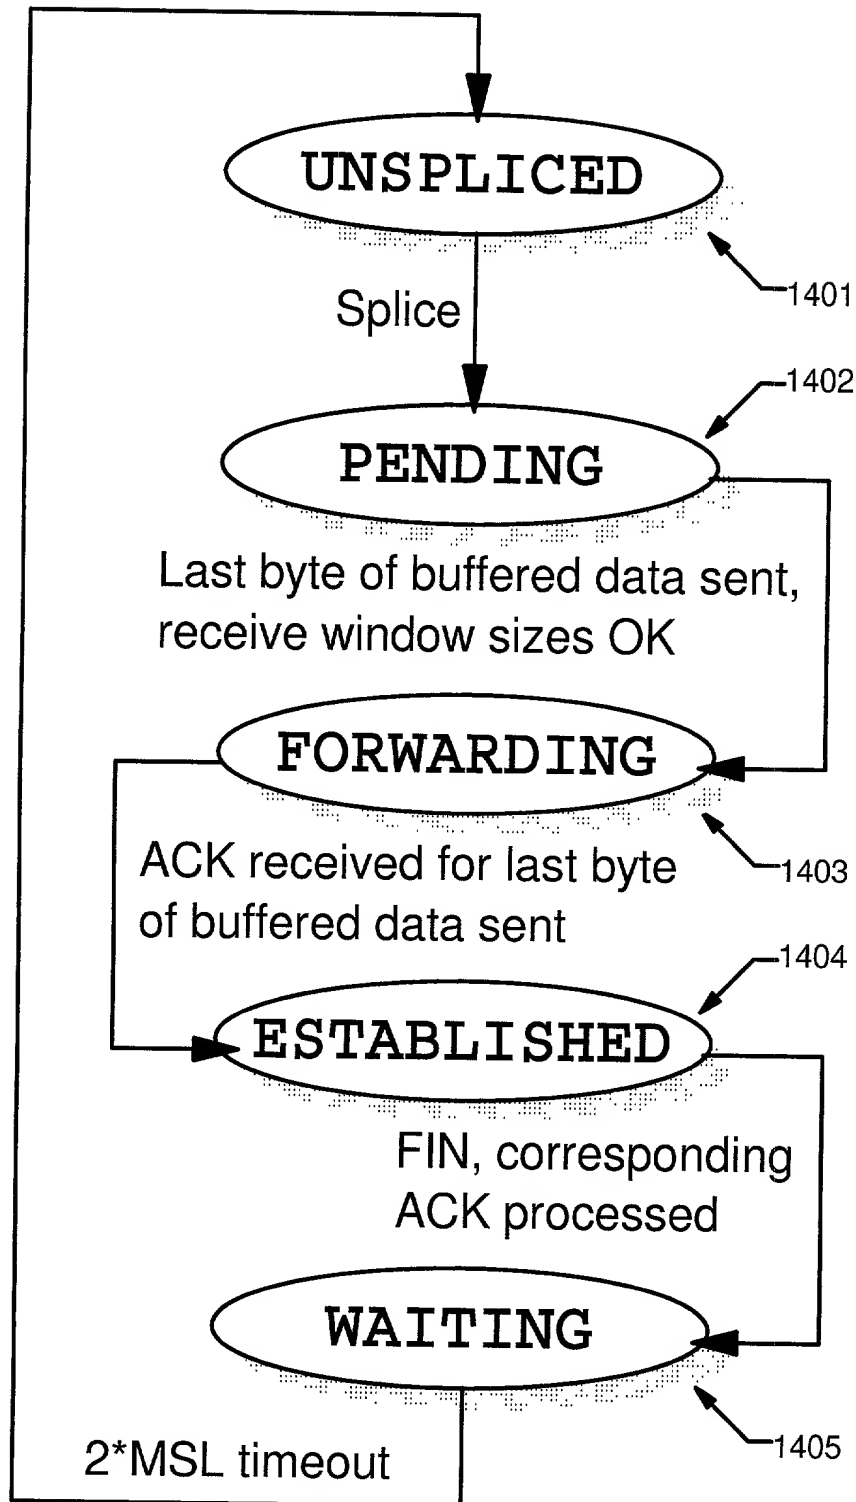 UNSPLICED
1401
Splice
1402
PENDING
Last byte of buffered data sent,
receive window sizes OK
FORWARDING
1403
ACK received for last byte
of buffered data sent
1404
ESTABLISHED
FIN, corresponding
ACK processed
WAITING
1405
2*MSL timeout